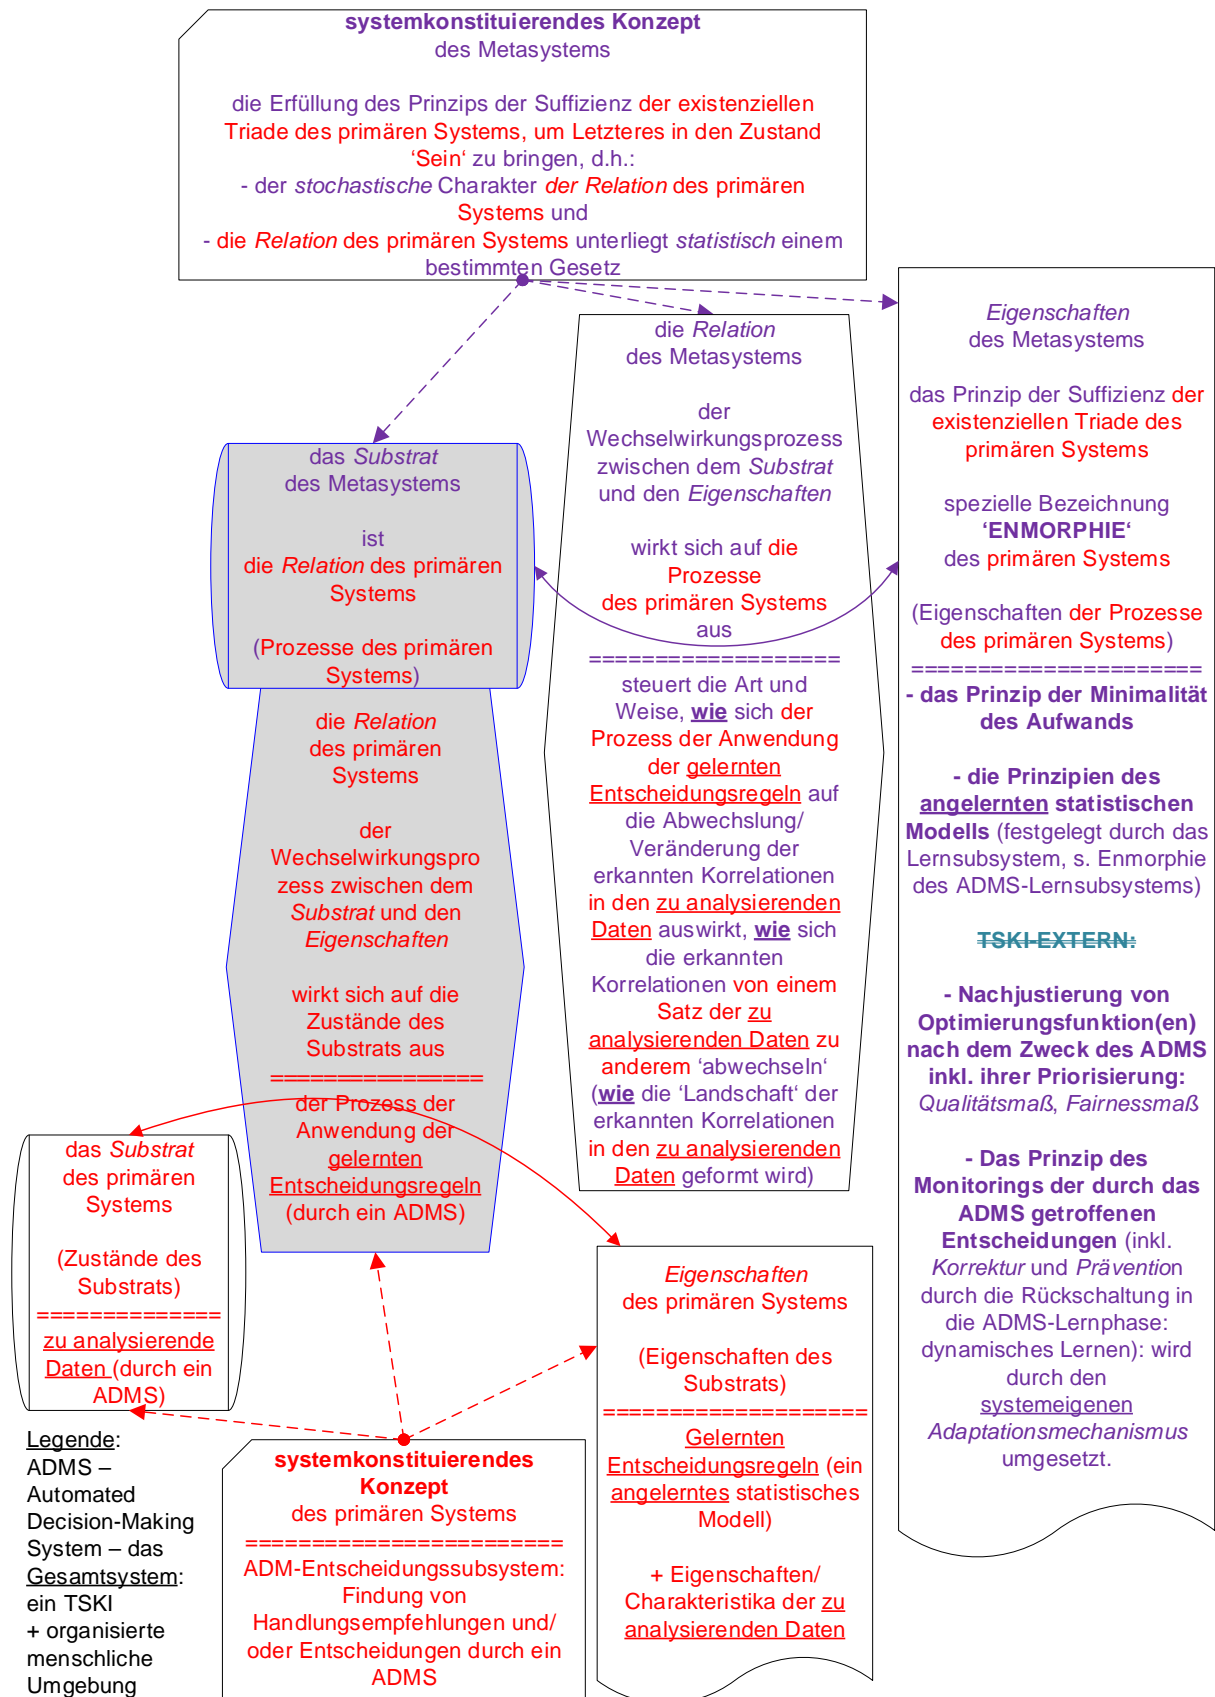 systemkonstituierendes Konzept
des Metasystems
die Erfüllung des Prinzips der Suffizienz der existenziellen
Triade des primären Systems, um Letzteres in den Zustand
‘Sein‘ zu bringen, d.h.:
- der stochastische Charakter der Relation des primären
Systems und
- die Relation des primären Systems unterliegt statistisch einem
bestimmten Gesetz
das Substrat
des Metasystems
ist
die Relation des primären
Systems
(Prozesse des primären
Systems)
die Relation
des primären
Systems
der
Wechselwirkungspro
zess zwischen dem
Substrat und den
Eigenschaften
wirkt sich auf die
Zustände des
Substrats aus
================
der Prozess der
Anwendung der
gelernten
Entscheidungsregeln
(durch ein ADMS)
die Relation
des Metasystems
der
Wechselwirkungsprozess
zwischen dem Substrat
und den Eigenschaften
wirkt sich auf die
Prozesse
des primären Systems
aus
===================
steuert die Art und
Weise, wie sich der
Prozess der Anwendung
der gelernten
Entscheidungsregeln auf
die Abwechslung/
Veränderung der
erkannten Korrelationen
in den zu analysierenden
Daten auswirkt, wie sich
die erkannten
Korrelationen von einem
Satz der zu
analysierenden Daten zu
anderem ‘abwechseln‘
(wie die ‘Landschaft‘ der
erkannten Korrelationen
in den zu analysierenden
Daten geformt wird)
Eigenschaften
des Metasystems
das Prinzip der Suffizienz der
existenziellen Triade des
primären Systems
spezielle Bezeichnung
‘ENMORPHIE‘
des primären Systems
(Eigenschaften der Prozesse
des primären Systems)
======================
- das Prinzip der Minimalität
des Aufwands
- die Prinzipien des
angelernten statistischen
Modells (festgelegt durch das
Lernsubsystem, s. Enmorphie
des ADMS-Lernsubsystems)
TSKI-EXTERN:
- Nachjustierung von
Optimierungsfunktion(en)
nach dem Zweck des ADMS
inkl. ihrer Priorisierung:
Qualitätsmaß, Fairnessmaß
- Das Prinzip des
Monitorings der durch das
ADMS getroffenen
Entscheidungen (inkl.
Korrektur und Prävention
durch die Rückschaltung in
die ADMS-Lernphase:
dynamisches Lernen): wird
durch den
systemeigenen
Adaptationsmechanismus
umgesetzt.
das Substrat
des primären
Systems
(Zustände des
Substrats)
==============
zu analysierende
Daten (durch ein
ADMS)
Eigenschaften
des primären Systems
(Eigenschaften des
Substrats)
====================
Gelernten
Entscheidungsregeln (ein
angelerntes statistisches
Modell)
+ Eigenschaften/
Charakteristika der zu
analysierenden Daten
systemkonstituierendes
Konzept
des primären Systems
========================
ADM-Entscheidungssubsystem:
Findung von
Handlungsempfehlungen und/
oder Entscheidungen durch ein
ADMS
Legende:
ADMS –
Automated
Decision-Making
System – das
Gesamtsystem:
ein TSKI
+ organisierte
menschliche
Umgebung